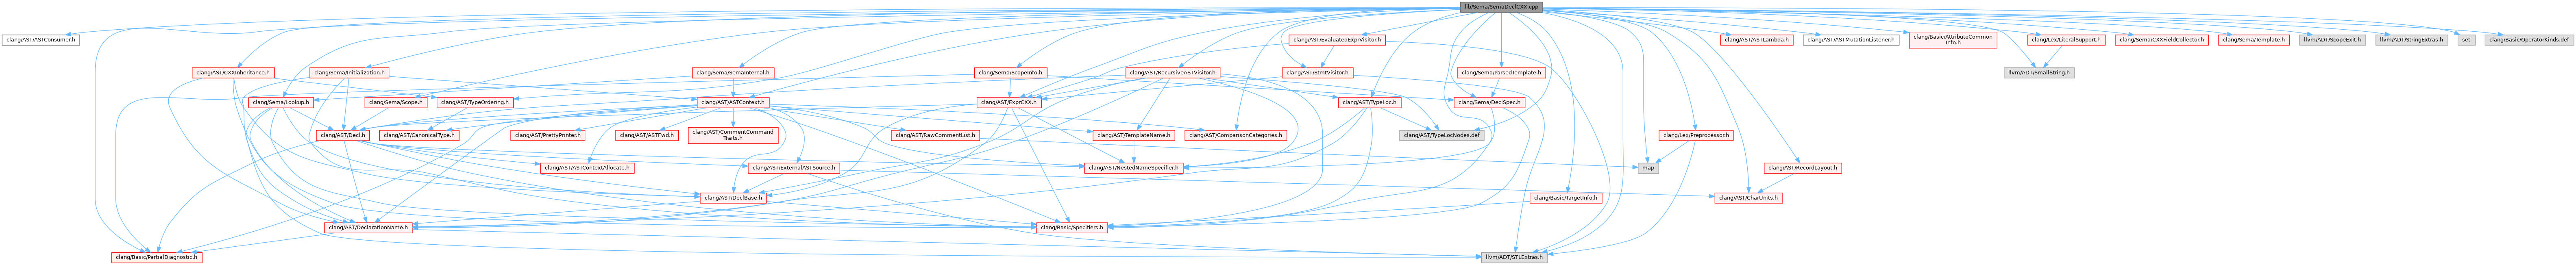 lib/Sema/SemaDeclCXX.cpp
clang/AST/ASTConsumer.h
clang/AST/EvaluatedExprVisitor.h
clang/AST/ASTLambda.h
clang/AST/ASTMutationListener.h
clang/Basic/AttributeCommon
Info.h
clang/Lex/LiteralSupport.h
clang/Sema/CXXFieldCollector.h
clang/Sema/Template.h
llvm/ADT/ScopeExit.h
llvm/ADT/StringExtras.h
set
clang/Basic/OperatorKinds.def
clang/AST/CXXInheritance.h
clang/Sema/Initialization.h
clang/Sema/SemaInternal.h
clang/Sema/ScopeInfo.h
clang/AST/RecursiveASTVisitor.h
clang/AST/StmtVisitor.h
clang/Sema/ParsedTemplate.h
llvm/ADT/SmallString.h
clang/Sema/Lookup.h
clang/Sema/Scope.h
clang/AST/TypeOrdering.h
clang/AST/ASTContext.h
clang/AST/ExprCXX.h
clang/AST/TypeLoc.h
clang/Sema/DeclSpec.h
clang/AST/Decl.h
clang/AST/CanonicalType.h
clang/AST/PrettyPrinter.h
clang/AST/ASTFwd.h
clang/AST/CommentCommand
Traits.h
clang/AST/RawCommentList.h
clang/AST/TemplateName.h
clang/AST/ComparisonCategories.h
clang/AST/TypeLocNodes.def
clang/Lex/Preprocessor.h
clang/AST/ASTContextAllocate.h
clang/AST/ExternalASTSource.h
clang/AST/NestedNameSpecifier.h
map
clang/AST/RecordLayout.h
clang/AST/DeclBase.h
clang/Basic/TargetInfo.h
clang/AST/CharUnits.h
clang/AST/DeclarationName.h
clang/Basic/Specifiers.h
clang/Basic/PartialDiagnostic.h
llvm/ADT/STLExtras.h